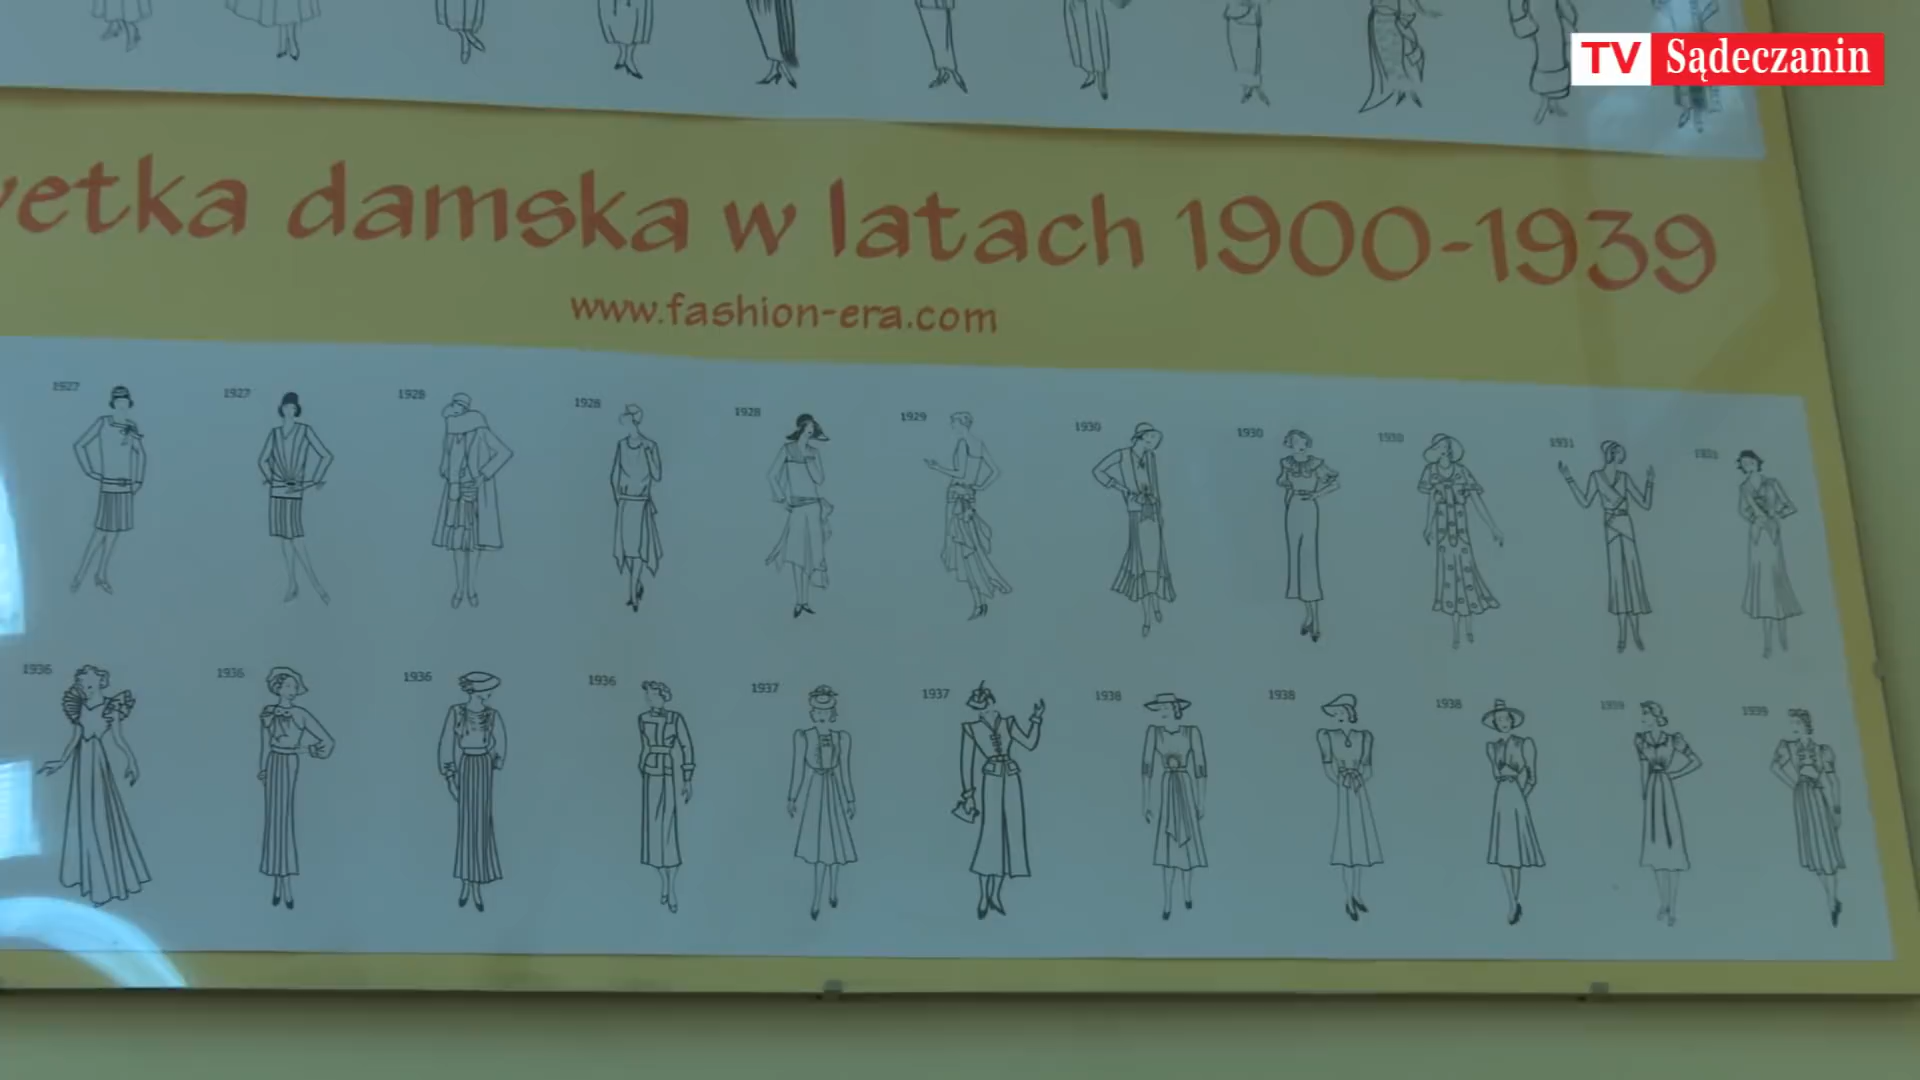 TV Sądeczanin
etka damska w latach 1900-1939
www.fashion-era.com
1927 1927 1928 1928 1928 1929 1930 1930 1930 1931
1936 1936 1936 1936 1937 1937 1938 1938 1938 1939 1939